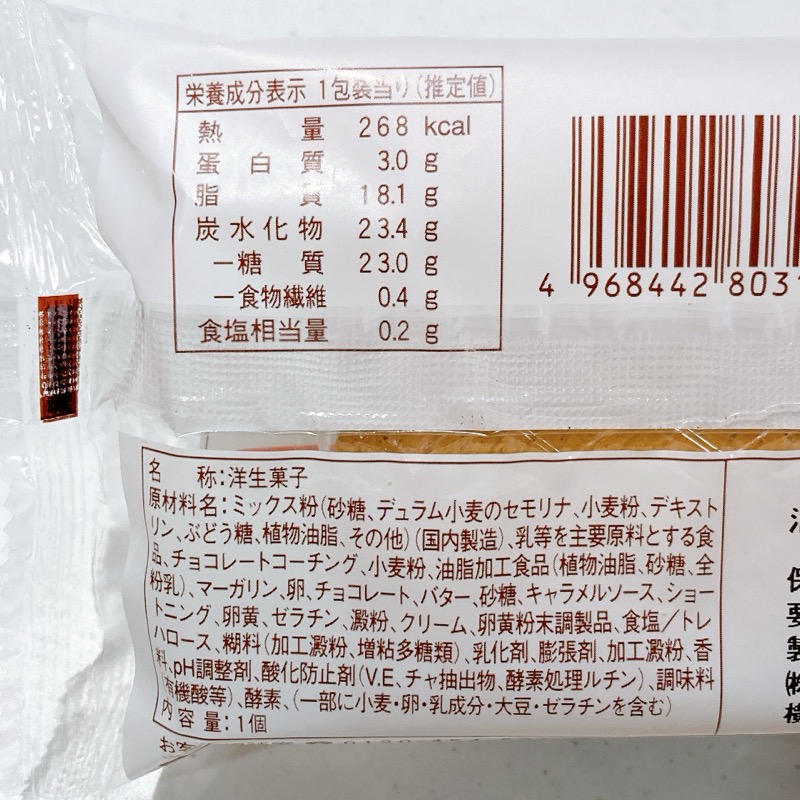 栄養成分表示 1包装当り(推定値)
熱量 268 kcal
蛋白質 3.0 g
脂質 18.1 g
炭水化物 23.4 g
―糖質 23.0 g
―食物繊維 0.4 g
食塩相当量 0.2 g
4 968442 803
名称:洋生菓子
原材料名:ミックス粉(砂糖、デュラム小麦のセモリナ、小麦粉、デキスト
リン、ぶどう糖、植物油脂、その他)(国内製造)、乳等を主要原料とする食
品、チョコレートコーチング、小麦粉、油脂加工食品(植物油脂、砂糖、全
粉乳)、マーガリン、卵、チョコレート、バター、砂糖、キャラメルソース、ショー
トニング、卵黄、ゼラチン、澱粉、クリーム、卵黄粉末調製品、食塩/トレ
ハロース、糊料(加工澱粉、増粘多糖類)、乳化剤、膨張剤、加工澱粉、香
料、pH調整剤、酸化防止剤(V.E、チャ抽出物、酵素処理ルチン)、調味料
(有機酸等)、酵素、(一部に小麦・卵・乳成分・大豆・ゼラチンを含む)
内容量:1個
保
要
製
㈱